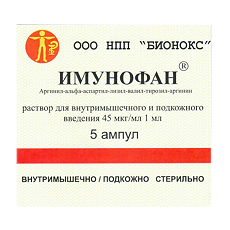 ООО НПП "БИОНОКС"
ИМУНОФАН®
Аргинил-альфа-аспартил-лизил-валил-тирозил-аргинин
раствор для внутримышечного и подкожного
введения 45 мкг/мл 1 мл
5 ампул
ВНУТРИМЫШЕЧНО / ПОДКОЖНО СТЕРИЛЬНО